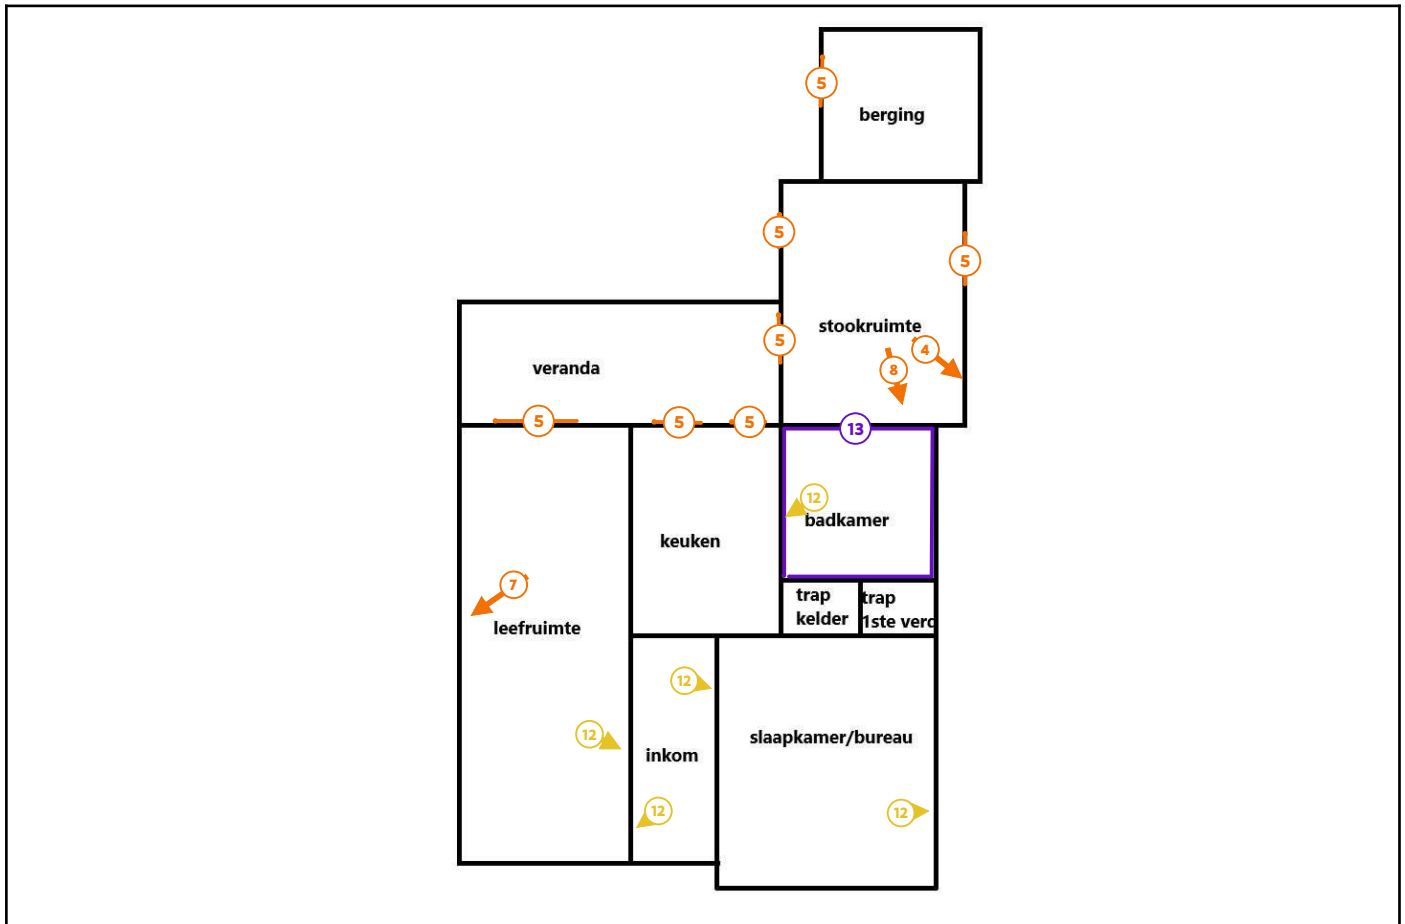 5
berging
5
5
stookruimte
5
4
veranda
8
5
5
5
13
12
badkamer
keuken
trap
kelder
trap
1ste verd
7
leefruimte
12
12
slaapkamer/bureau
inkom
12
12